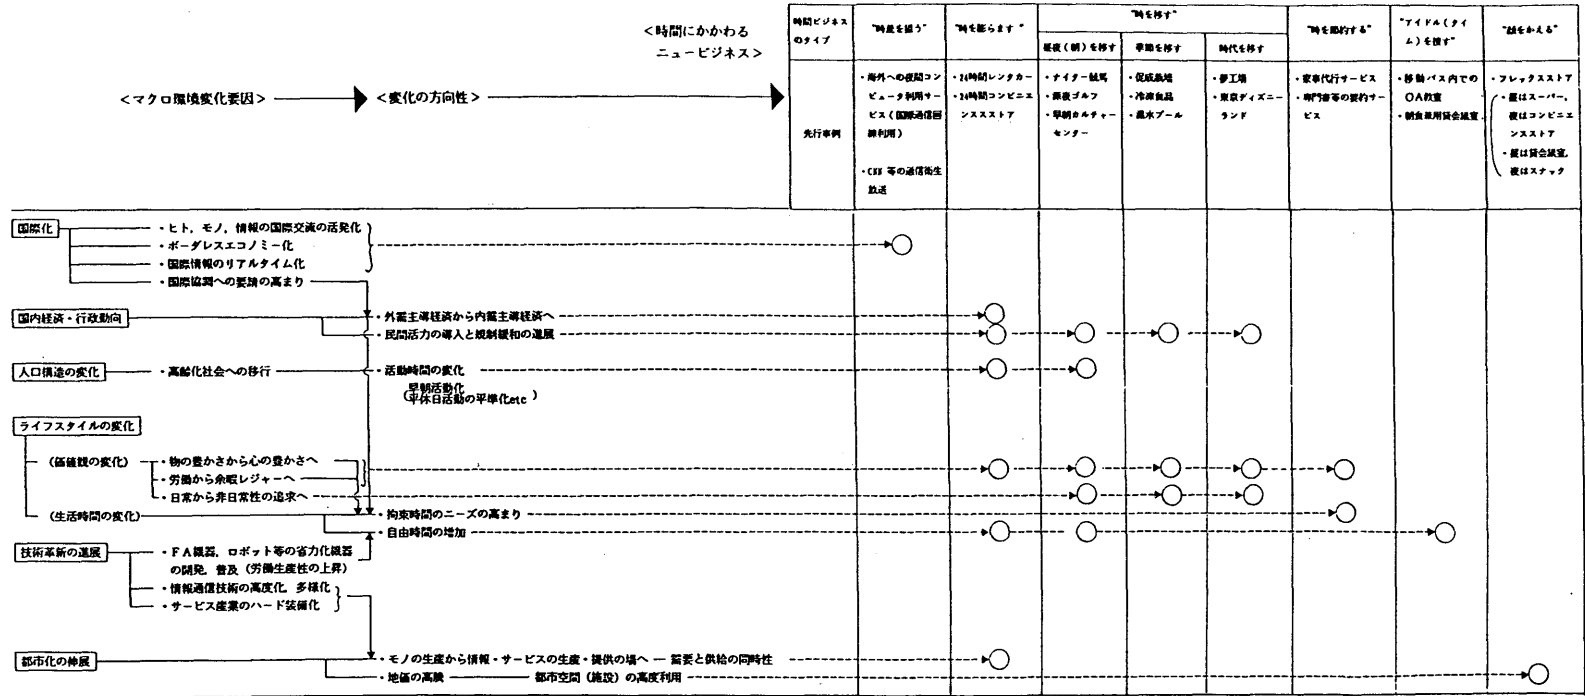 <時間にかかわる
ニュービジネス>
<マクロ環境変化要因>
<変化の方向性>
時間ビジネス
のタイプ
"時差を狙う"
"時を膨らます"
"時を移す"
昼夜(朝)を移す
季節を移す
時代を移す
"時を節約する"
"アイドル(タイ
ム)を捜す"
"顔をかえる"
先行事例
・海外への夜間コン
ピュータ利用サー
ビス(国際通信回
線利用)
・CNN 等の通信衛生
放送
・24時間レンタカー
・24時間コンビニエ
ンスストア
・ナイター競馬
・深夜ゴルフ
・早朝カルチャー
センター
・促成栽培
・冷凍食品
・温水プール
・夢工場
・東京ディズニー
ランド
・家事代行サービス
・専門書等の要約サー
ビス
・移動バス内での
OA教室
・朝食兼用貸会議室
・フレックスストア
・昼はスーパー,
夜はコンビニエ
ンスストア
・昼は貸会議室,
夜はスナック
国際化
・ヒト,モノ,情報の国際交流の活発化
・ボーダレスエコノミー化
・国際情報のリアルタイム化
・国際協調への要請の高まり
国内経済・行政動向
・外需主導経済から内需主導経済へ
・民間活力の導入と規制緩和の進展
人口構造の変化
・高齢化社会への移行
・活動時間の変化
早朝活動化
(平休日活動の平準化etc)
ライフスタイルの変化
(価値観の変化)
・物の豊かさから心の豊かさへ
・労働から余暇レジャーへ
・日常から非日常性の追求へ
(生活時間の変化)
・拘束時間のニーズの高まり
・自由時間の増加
技術革新の進展
・FA機器,ロボット等の省力化機器
の開発,普及(労働生産性の上昇)
・情報通信技術の高度化,多様化
・サービス産業のハード装備化
都市化の伸展
・モノの生産から情報・サービスの生産・提供の場へ ― 需要と供給の同時性
・地価の高騰 ― 都市空間(施設)の高度利用